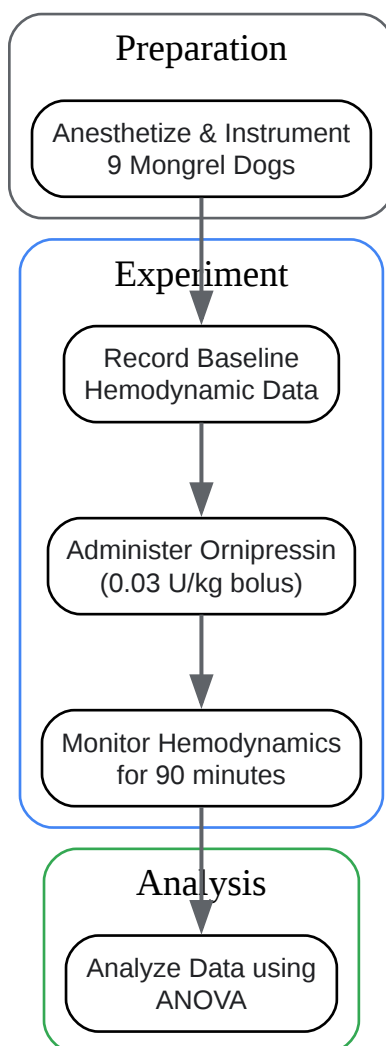 Preparation
Anesthetize & Instrument
9 Mongrel Dogs
Experiment
Record Baseline
Hemodynamic Data
Administer Ornipressin
(0.03 U/kg bolus)
Monitor Hemodynamics
for 90 minutes
Analysis
Analyze Data using
ANOVA